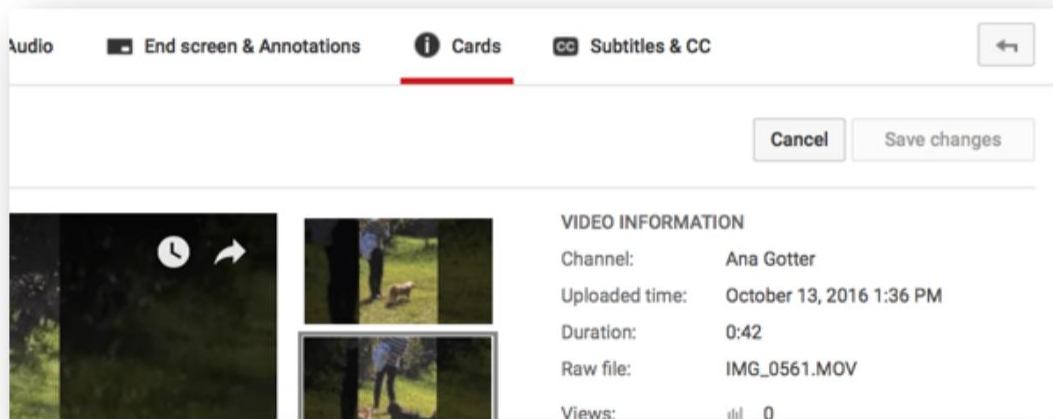 Audio End screen & Annotations Cards CC Subtitles & CC
Cancel Save changes
VIDEO INFORMATION
Channel: Ana Gotter
Uploaded time: October 13, 2016 1:36 PM
Duration: 0:42
Raw file: IMG_0561.MOV
Views: 0